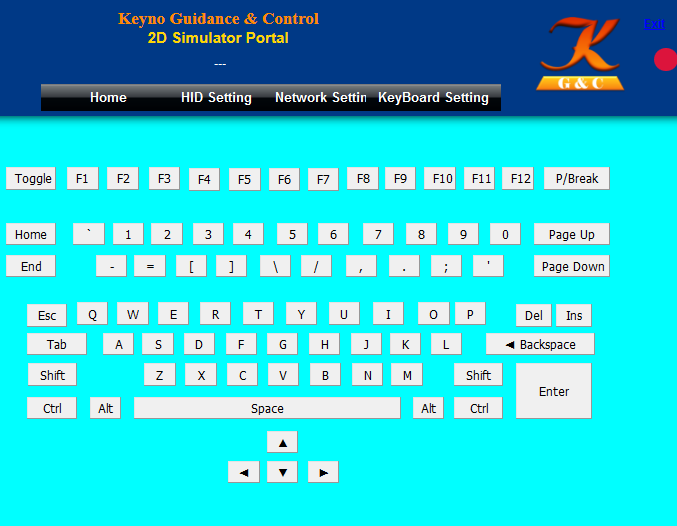 Keyno Guidance & Control
2D Simulator Portal
Exit
---
K
G & C
Home HID Setting Network Settin KeyBoard Setting
Toggle F1 F2 F3 F4 F5 F6 F7 F8 F9 F10 F11 F12 P/Break
Home ` 1 2 3 4 5 6 7 8 9 0 Page Up
End - = [ ] \ / , . ; ' Page Down
Esc Q W E R T Y U I O P Del Ins
Tab A S D F G H J K L ◄ Backspace
Shift Z X C V B N M Shift
Enter
Ctrl Alt Space Alt Ctrl
▲
◄ ▼ ►